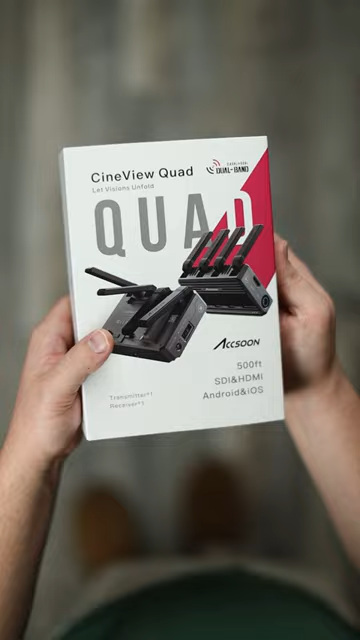 CineView Quad
DUAL-BAND
Let Visions Unfold
QUAD
ACCSOON
500ft
SDI&HDMI
Android&iOS
Transmitter*1
Receiver*1